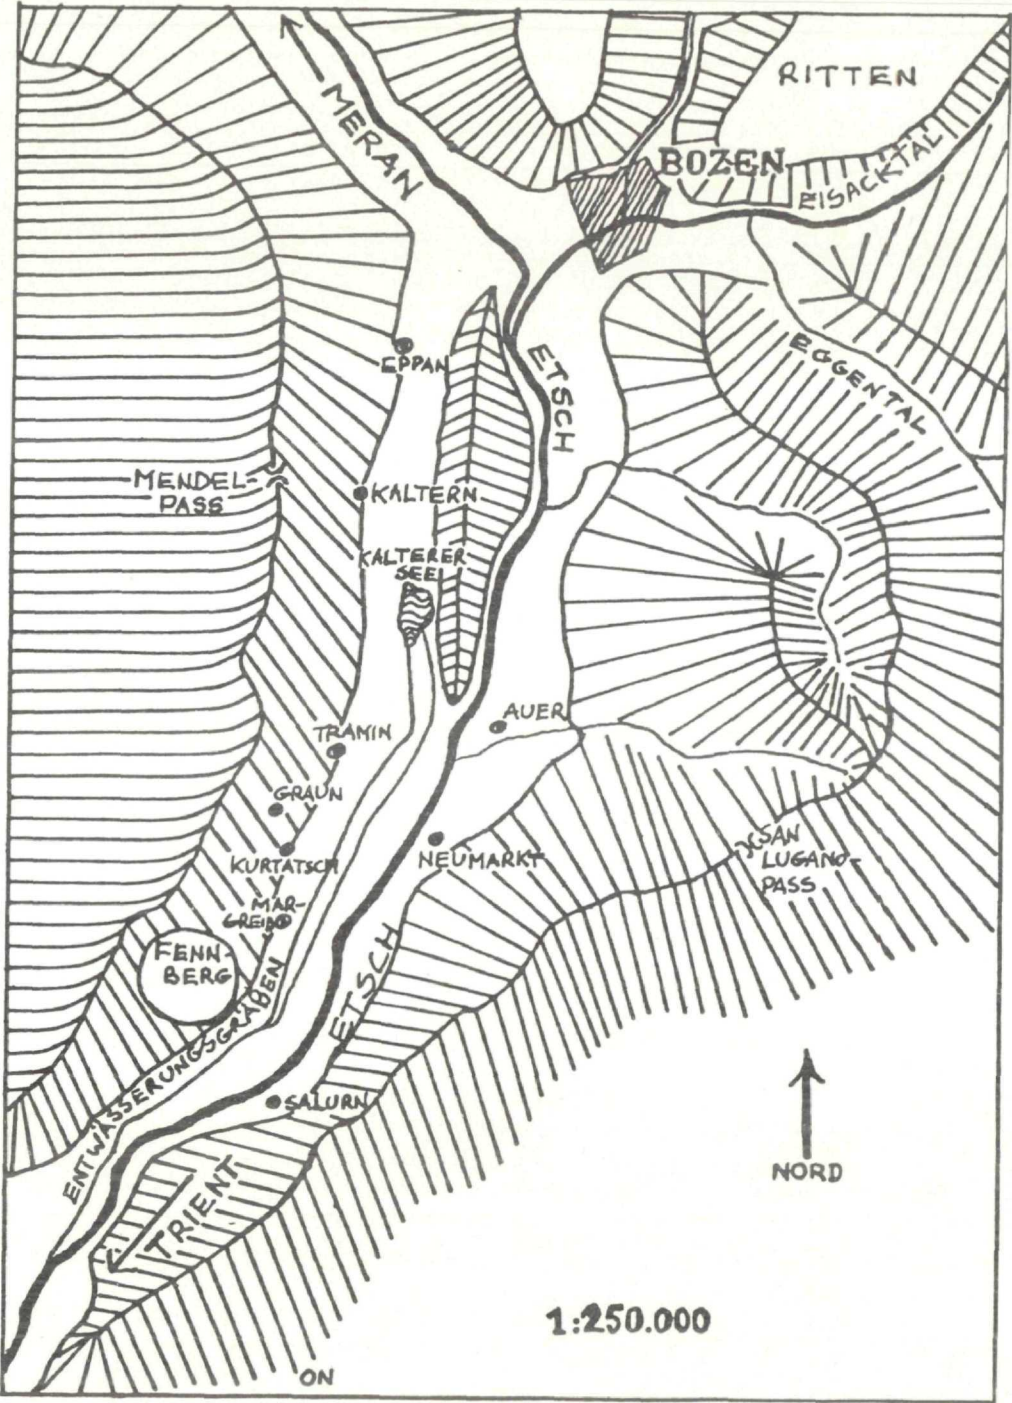 RITTEN
MERAN
BOZEN
EISACKTAL
ETSCH
EGGENTAL
EPPAN
MENDEL-
PASS
KALTERN
KALTERER
SEE
AUER
TRAMIN
GRAUN
KURTATSCH
NEUMARKT
SAN
LUGANO-
PASS
MAR-
GREID
FENN-
BERG
ETSCH
ENTWÄSSERUNGSGRÄBEN
SALURN
NORD
TRIENT
1:250.000
ON